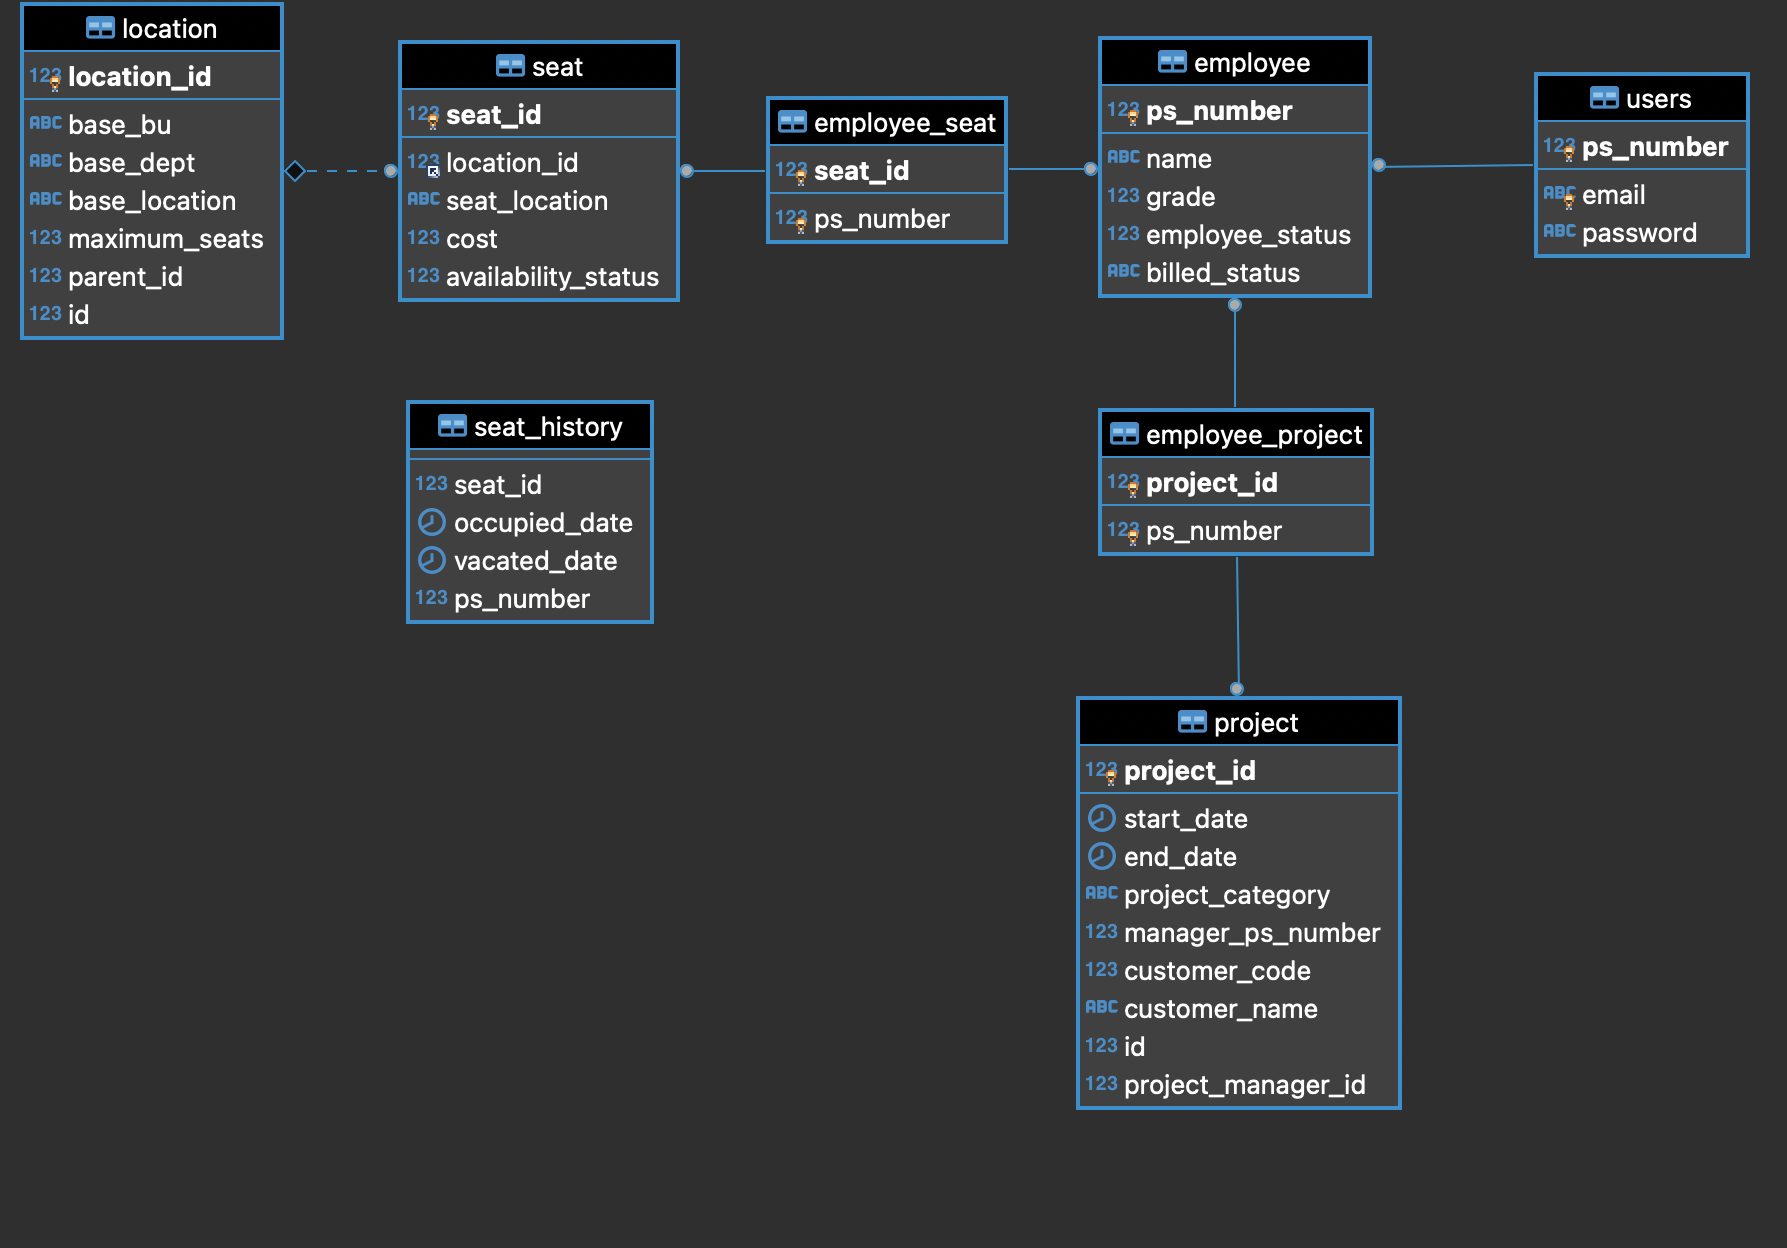 location
123 location_id
ABC base_bu
ABC base_dept
ABC base_location
123 maximum_seats
123 parent_id
123 id
seat
123 seat_id
123 location_id
ABC seat_location
123 cost
123 availability_status
employee_seat
123 seat_id
123 ps_number
employee
123 ps_number
ABC name
123 grade
123 employee_status
ABC billed_status
users
123 ps_number
ABC email
ABC password
seat_history
123 seat_id
occupied_date
vacated_date
123 ps_number
employee_project
123 project_id
123 ps_number
project
123 project_id
start_date
end_date
ABC project_category
123 manager_ps_number
123 customer_code
ABC customer_name
123 id
123 project_manager_id